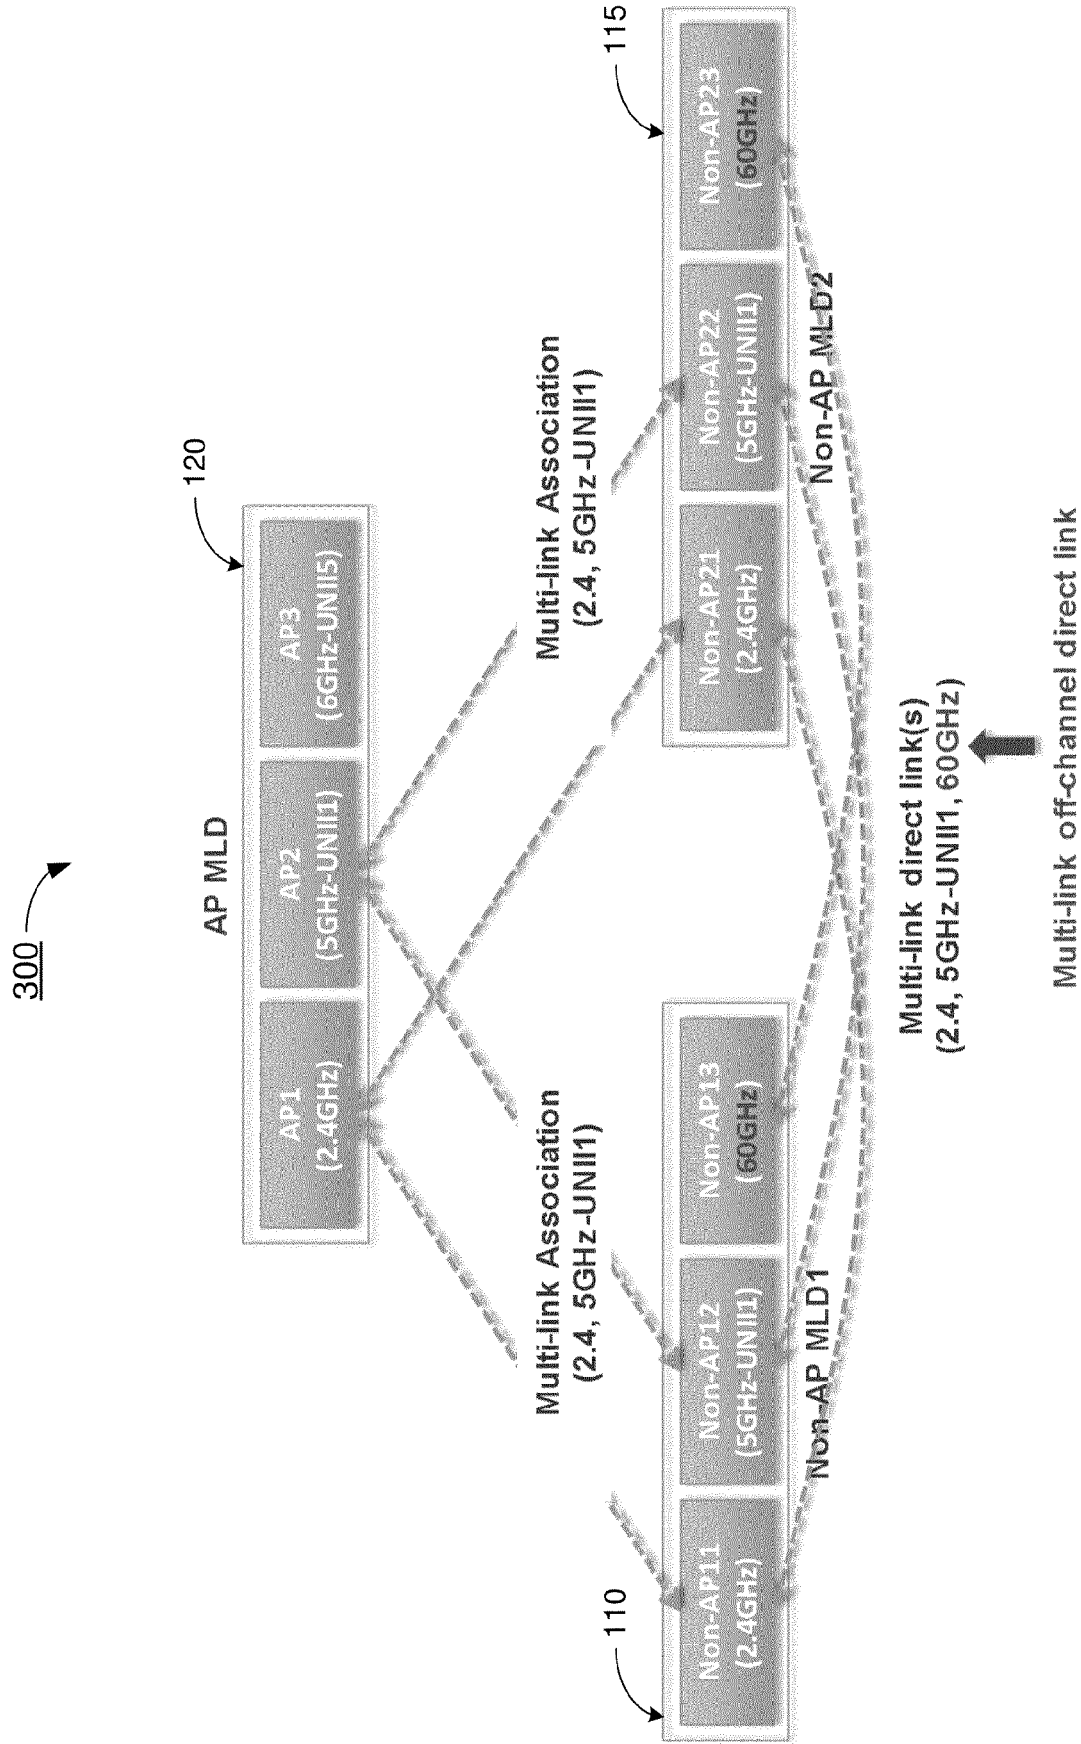 300
AP MLD
120
AP1
(2.4GHz)
AP2
(5GHz-UNII1)
AP3
(6GHz-UNII5)
Multi-link Association
(2.4, 5GHz-UNII1)
Multi-link Association
(2.4, 5GHz-UNII1)
110
115
Non-AP11
(2.4GHz)
Non-AP12
(5GHz-UNII1)
Non-AP13
(60GHz)
Non-AP21
(2.4GHz)
Non-AP22
(5GHz-UNII1)
Non-AP23
(60GHz)
Non-AP MLD1
Non-AP MLD2
Multi-link direct link(s)
(2.4, 5GHz-UNII1, 60GHz)
Multi-link off-channel direct link